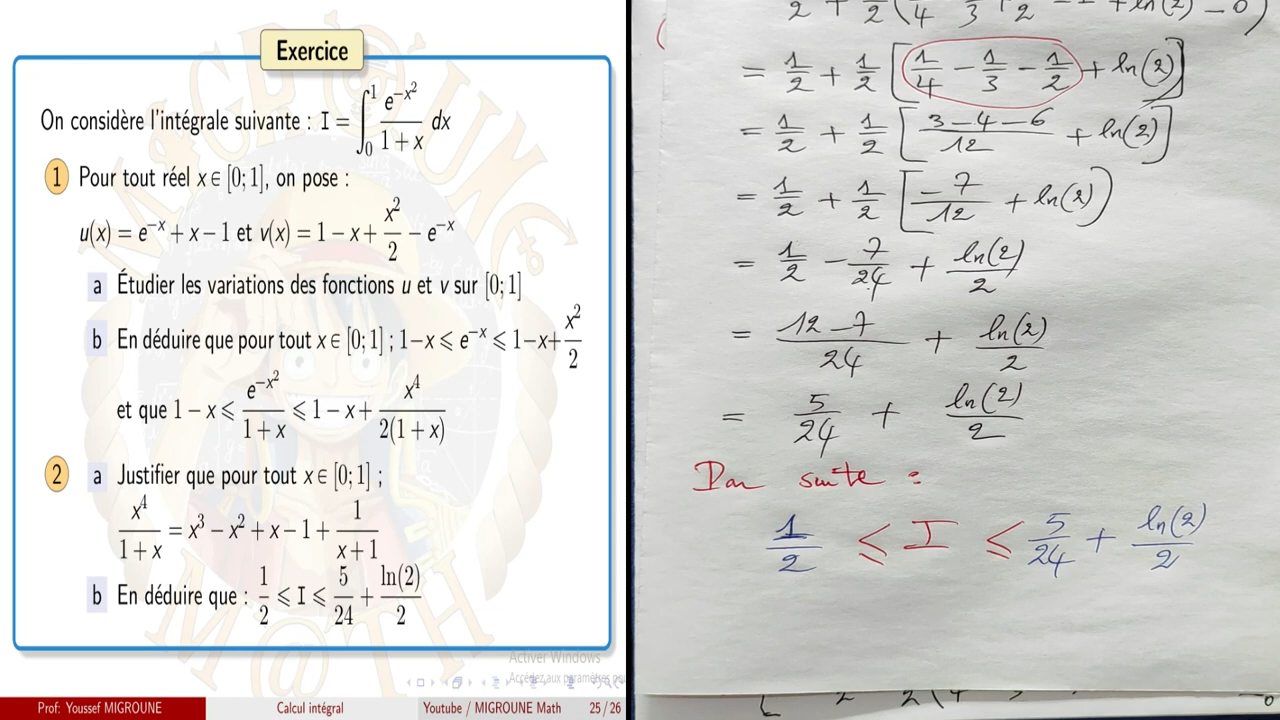 Exercice
On considère l'intégrale suivante : I = ∫₀¹ e^{-x²}/(1+x) dx
1 Pour tout réel x ∈ [0; 1], on pose :
u(x) = e^{-x} + x − 1 et v(x) = 1 − x + x²/2 − e^{-x}
a Étudier les variations des fonctions u et v sur [0; 1]
b En déduire que pour tout x ∈ [0; 1] ; 1−x ⩽ e^{-x} ⩽ 1−x+ x²/2
et que 1 − x ⩽ e^{-x²}/(1+x) ⩽ 1 − x + x⁴/(2(1+x))
2 a Justifier que pour tout x ∈ [0; 1] ;
x⁴/(1+x) = x³ − x² + x − 1 + 1/(x+1)
b En déduire que : 1/2 ⩽ I ⩽ 5/24 + ln(2)/2
Activer Windows
Accédez aux paramètres pou
Prof: Youssef MIGROUNE
Calcul intégral
Youtube / MIGROUNE Math
25 / 26
= 1/2 + 1/2 [1/4 − 1/3 − 1/2 + ln(2)]
= 1/2 + 1/2 [(3−4−6)/12 + ln(2)]
= 1/2 + 1/2 [−7/12 + ln(2))
= 1/2 − 7/24 + ln(2)/2
= (12−7)/24 + ln(2)/2
= 5/24 + ln(2)/2
Par suite :
1/2 ⩽ I ⩽ 5/24 + ln(2)/2